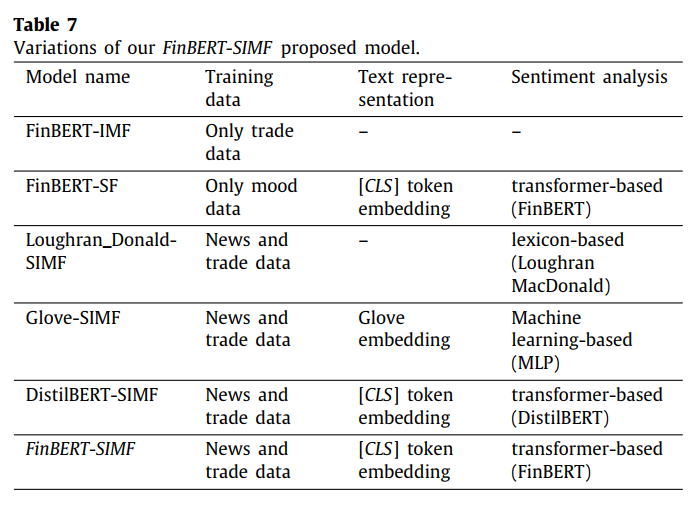 Table 7
Variations of our FinBERT-SIMF proposed model.
Model name Training Text repre- Sentiment analysis
data sentation
FinBERT-IMF Only trade – –
data
FinBERT-SF Only mood [CLS] token transformer-based
data embedding (FinBERT)
Loughran_Donald- News and – lexicon-based
SIMF trade data (Loughran
MacDonald)
Glove-SIMF News and Glove Machine
trade data embedding learning-based
(MLP)
DistilBERT-SIMF News and [CLS] token transformer-based
trade data embedding (DistilBERT)
FinBERT-SIMF News and [CLS] token transformer-based
trade data embedding (FinBERT)